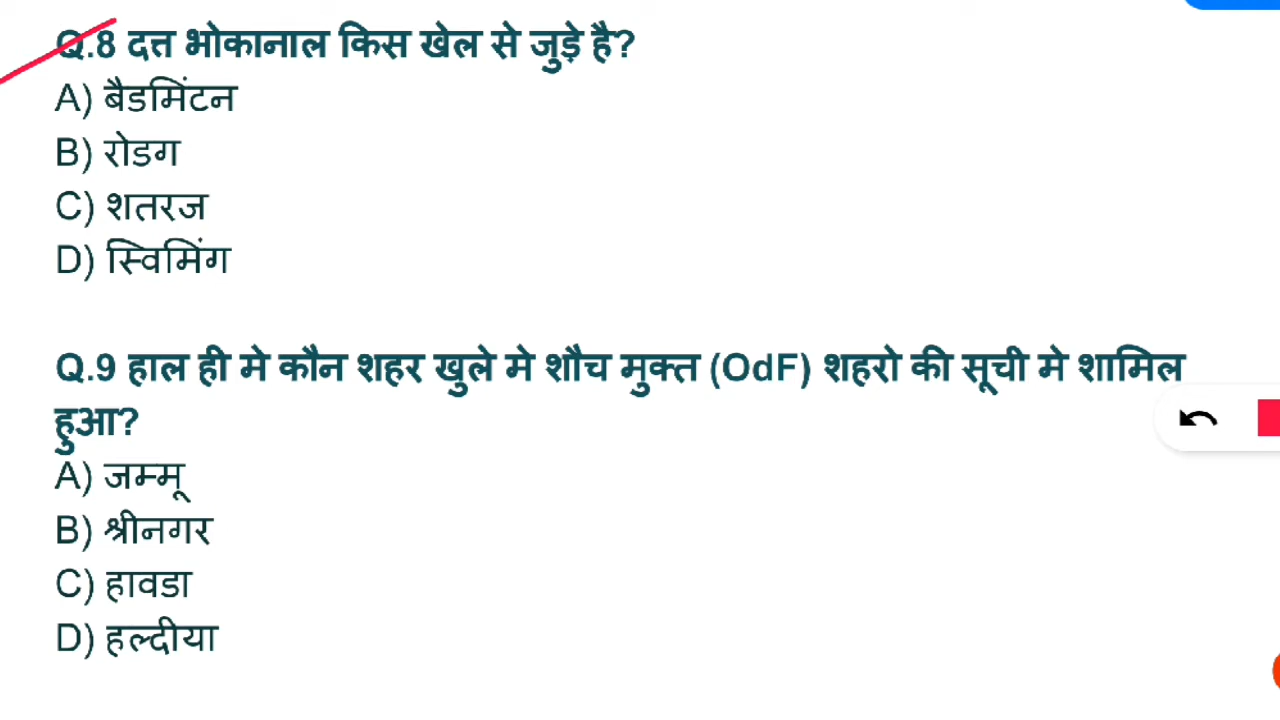 Q.8 दत्त भोकानाल किस खेल से जुड़े है?
A) बैडमिंटन
B) रोडग
C) शतरज
D) स्विमिंग
Q.9 हाल ही मे कौन शहर खुले मे शौच मुक्त (OdF) शहरो की सूची मे शामिल
हुआ?
A) जम्मू
B) श्रीनगर
C) हावडा
D) हल्दीया